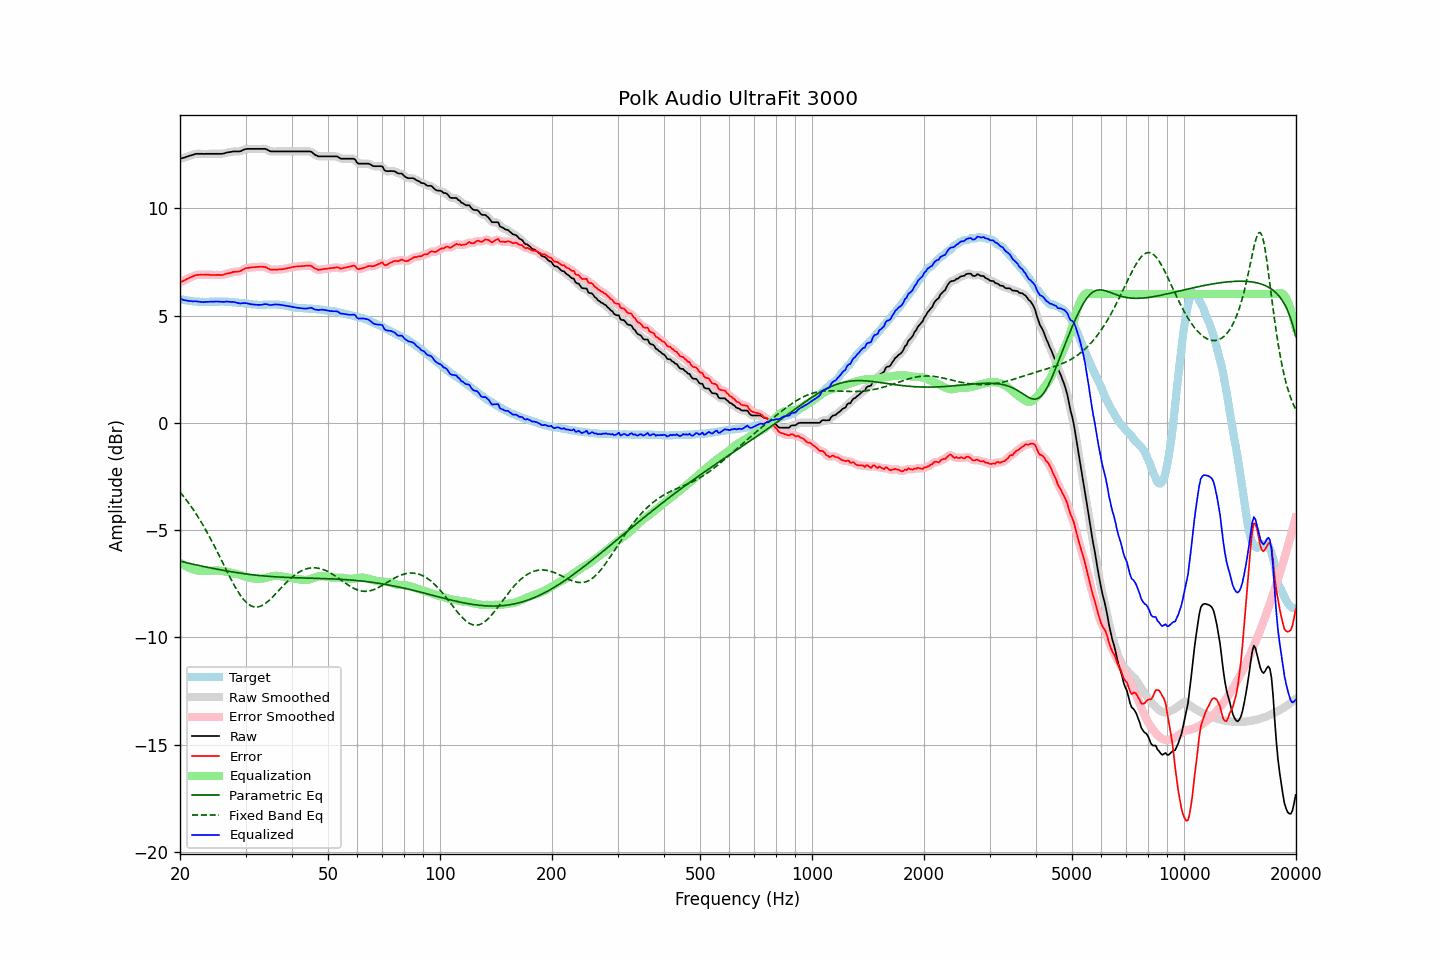 Polk Audio UltraFit 3000
Amplitude (dBr)
10
5
0
−5
−10
−15
−20
Target
Raw Smoothed
Error Smoothed
Raw
Error
Equalization
Parametric Eq
Fixed Band Eq
Equalized
20 50 100 200 500 1000 2000 5000 10000 20000
Frequency (Hz)